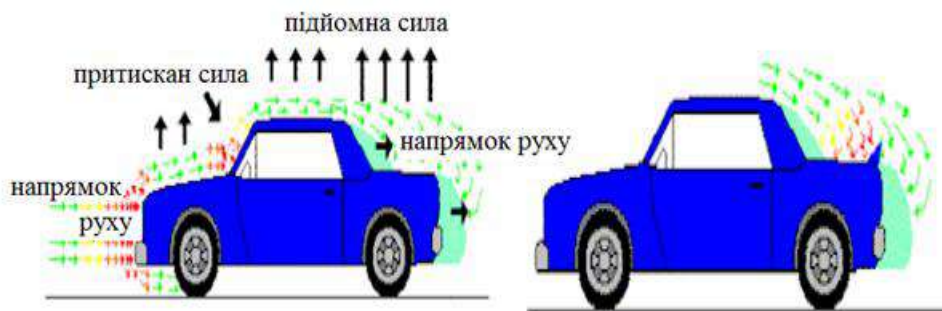 підйомна сила
притискан сила
напрямок руху
напрямок
руху